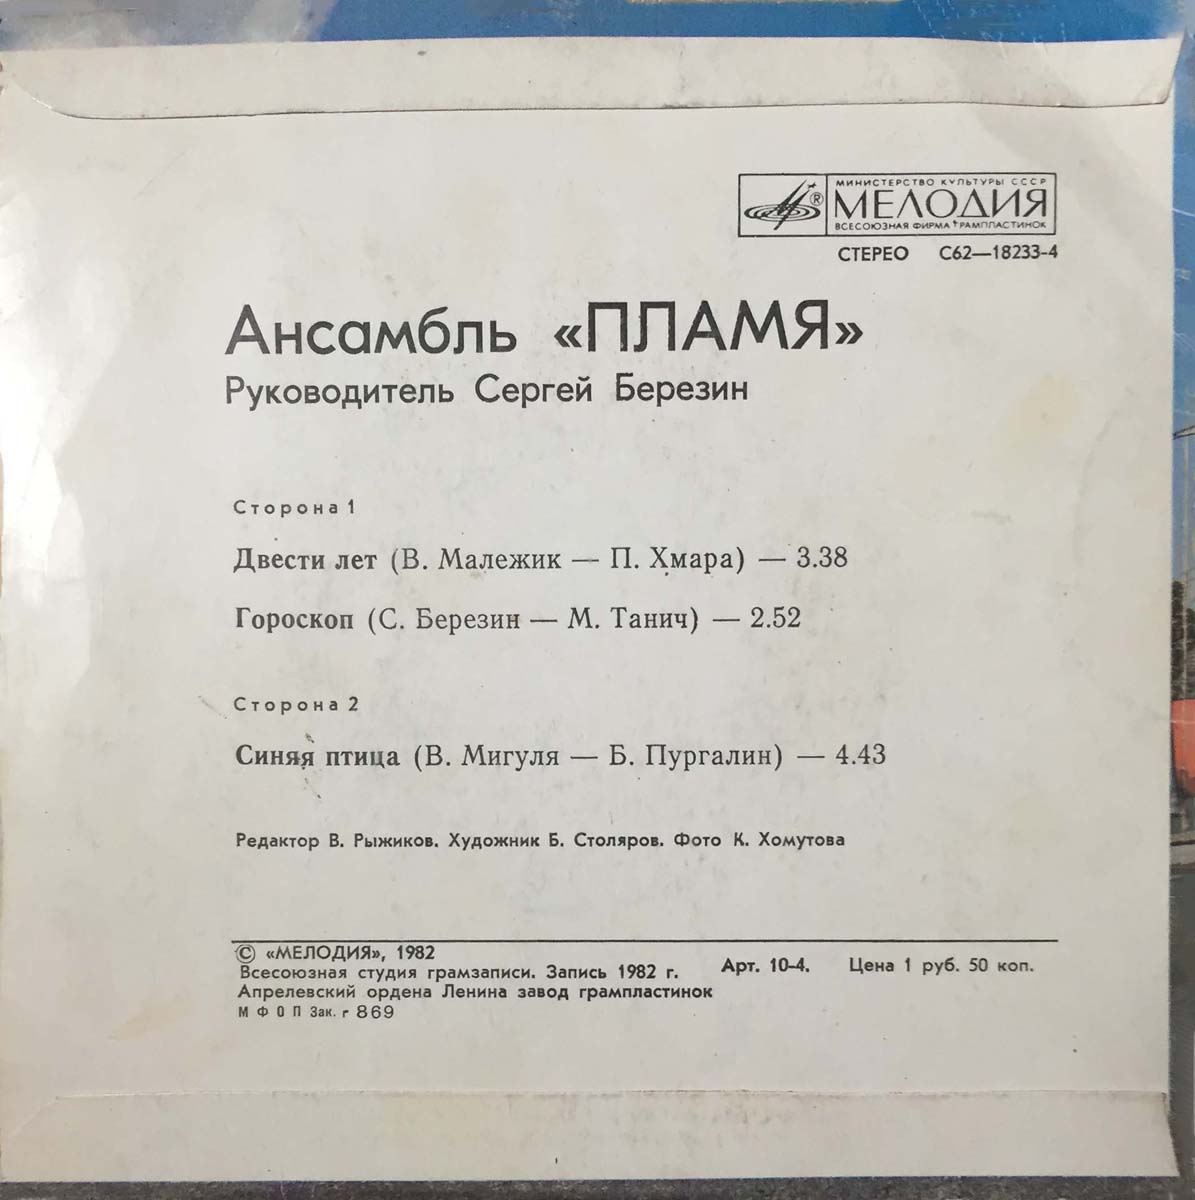 МИНИСТЕРСТВО КУЛЬТУРЫ СССР
® МЕЛОДИЯ
ВСЕСОЮЗНАЯ ФИРМА ГРАМПЛАСТИНОК
СТЕРЕО С62—18233-4
Ансамбль «ПЛАМЯ»
Руководитель Сергей Березин
Сторона 1
Двести лет (В. Малежик — П. Хмара) — 3.38
Гороскоп (С. Березин — М. Танич) — 2.52
Сторона 2
Синяя птица (В. Мигуля — Б. Пургалин) — 4.43
Редактор В. Рыжиков. Художник Б. Столяров. Фото К. Хомутова
© «МЕЛОДИЯ», 1982
Всесоюзная студия грамзаписи. Запись 1982 г. Арт. 10-4. Цена 1 руб. 50 коп.
Апрелевский ордена Ленина завод грампластинок
МФОП Зак. г 869